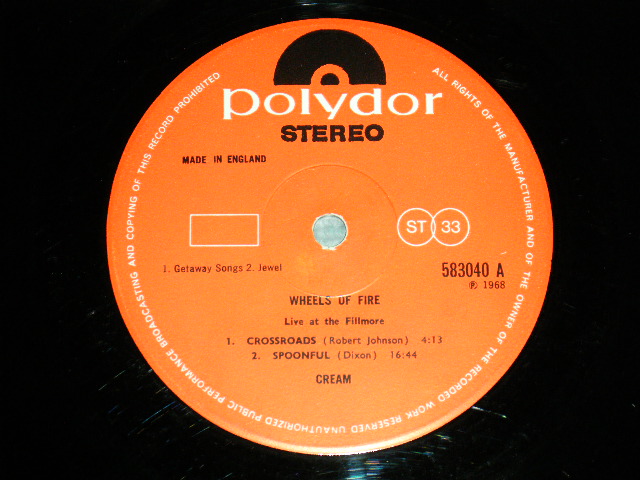 polydor
STEREO
MADE IN ENGLAND
ST 33
1. Getaway Songs 2. Jewel
583040 A
℗ 1968
WHEELS OF FIRE
Live at the Fillmore
1. CROSSROADS (Robert Johnson) 4:13
2. SPOONFUL (Dixon) 16:44
CREAM
ALL RIGHTS OF THE MANUFACTURER AND OF THE OWNER OF THE RECORDED WORK RESERVED UNAUTHORIZED PUBLIC PERFORMANCE BROADCASTING AND COPYING OF THIS RECORD PROHIBITED